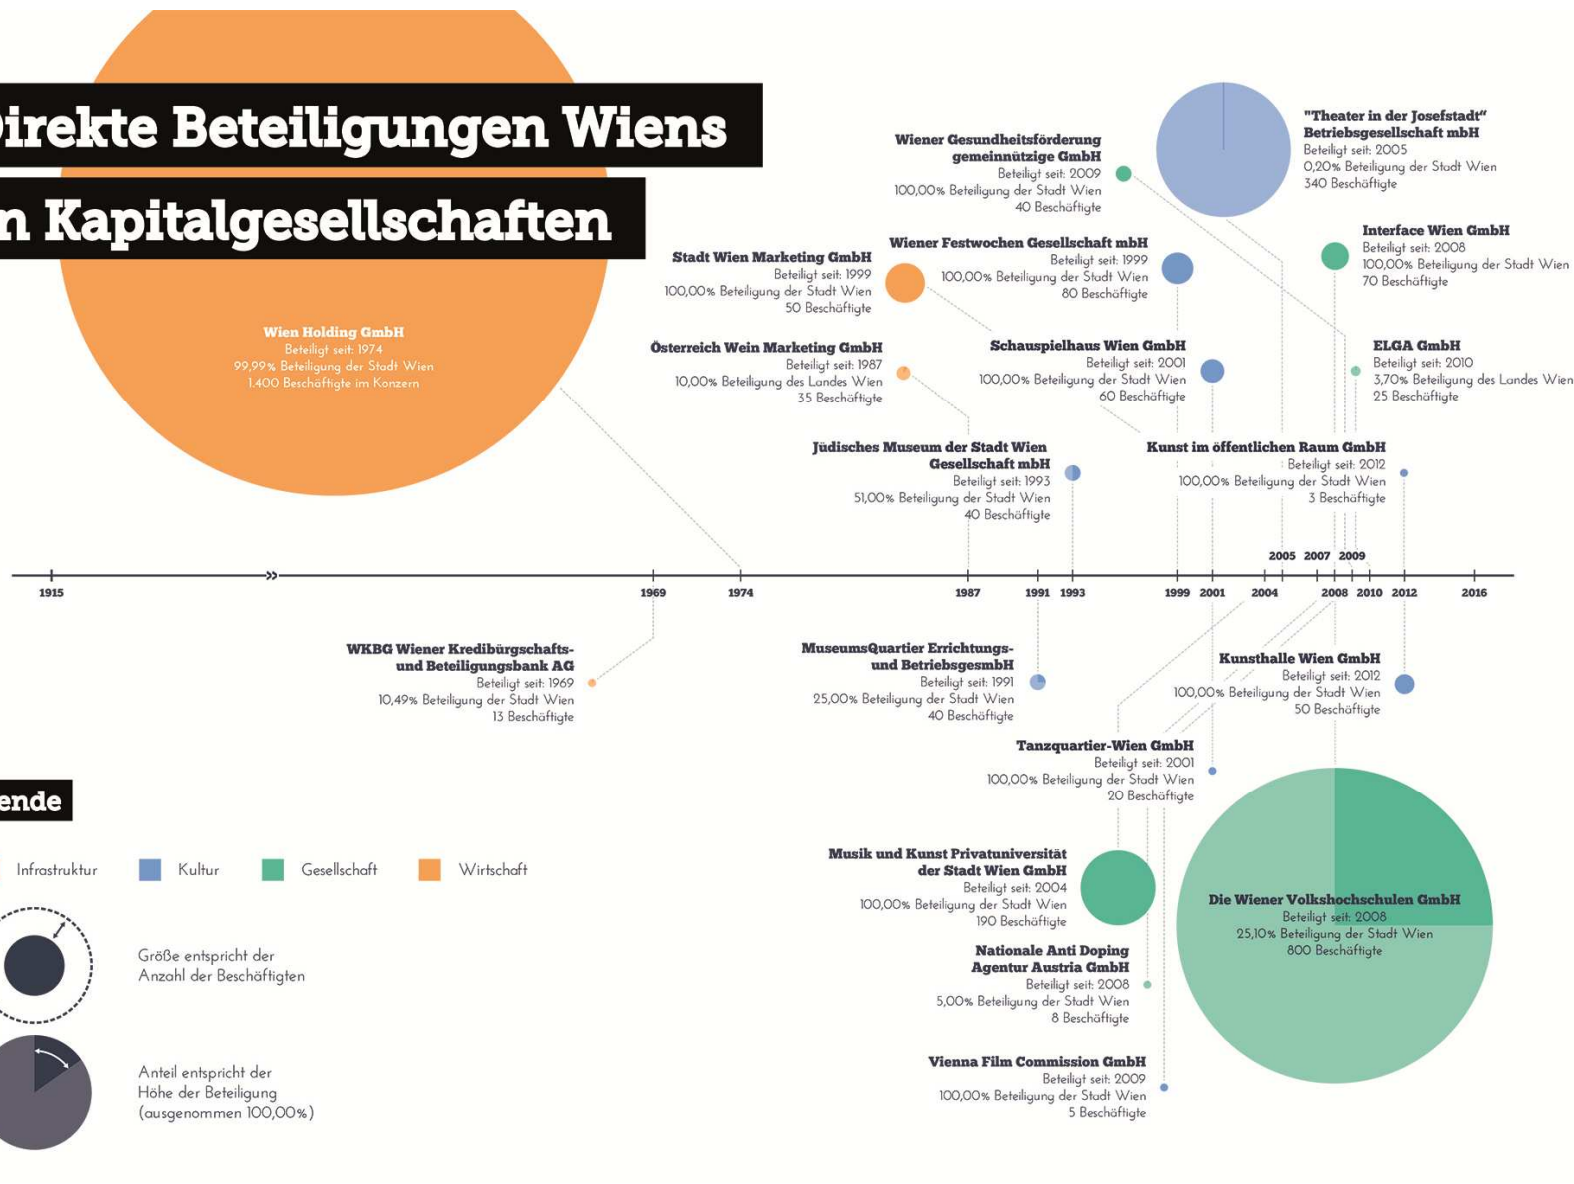 irekte Beteiligungen Wiens
n Kapitalgesellschaften
Wien Holding GmbH
Beteiligt seit: 1974
99,99% Beteiligung der Stadt Wien
1.400 Beschäftigte im Konzern
"Theater in der Josefstadt“
Betriebsgesellschaft mbH
Beteiligt seit: 2005
0,20% Beteiligung der Stadt Wien
340 Beschäftigte
Wiener Gesundheitsförderung
gemeinnützige GmbH
Beteiligt seit: 2009
100,00% Beteiligung der Stadt Wien
40 Beschäftigte
Interface Wien GmbH
Beteiligt seit: 2008
100,00% Beteiligung der Stadt Wien
70 Beschäftigte
Wiener Festwochen Gesellschaft mbH
Beteiligt seit: 1999
100,00% Beteiligung der Stadt Wien
80 Beschäftigte
Stadt Wien Marketing GmbH
Beteiligt seit: 1999
100,00% Beteiligung der Stadt Wien
50 Beschäftigte
Österreich Wein Marketing GmbH
Beteiligt seit: 1987
10,00% Beteiligung des Landes Wien
35 Beschäftigte
Schauspielhaus Wien GmbH
Beteiligt seit: 2001
100,00% Beteiligung der Stadt Wien
60 Beschäftigte
ELGA GmbH
Beteiligt seit: 2010
3,70% Beteiligung des Landes Wien
25 Beschäftigte
Jüdisches Museum der Stadt Wien
Gesellschaft mbH
Beteiligt seit: 1993
51,00% Beteiligung der Stadt Wien
40 Beschäftigte
Kunst im öffentlichen Raum GmbH
Beteiligt seit: 2012
100,00% Beteiligung der Stadt Wien
3 Beschäftigte
2005 2007 2009
1915 1969 1974 1987 1991 1993 1999 2001 2004 2008 2010 2012 2016
WKBG Wiener Kredibürgschafts-
und Beteiligungsbank AG
Beteiligt seit: 1969
10,49% Beteiligung der Stadt Wien
13 Beschäftigte
MuseumsQuartier Errichtungs-
und BetriebsgesmbH
Beteiligt seit: 1991
25,00% Beteiligung der Stadt Wien
40 Beschäftigte
Kunsthalle Wien GmbH
Beteiligt seit: 2012
100,00% Beteiligung der Stadt Wien
50 Beschäftigte
Tanzquartier-Wien GmbH
Beteiligt seit: 2001
100,00% Beteiligung der Stadt Wien
20 Beschäftigte
Musik und Kunst Privatuniversität
der Stadt Wien GmbH
Beteiligt seit: 2004
100,00% Beteiligung der Stadt Wien
190 Beschäftigte
Die Wiener Volkshochschulen GmbH
Beteiligt seit: 2008
25,10% Beteiligung der Stadt Wien
800 Beschäftigte
Nationale Anti Doping
Agentur Austria GmbH
Beteiligt seit: 2008
5,00% Beteiligung der Stadt Wien
8 Beschäftigte
Vienna Film Commission GmbH
Beteiligt seit: 2009
100,00% Beteiligung der Stadt Wien
5 Beschäftigte
ende
Infrastruktur Kultur Gesellschaft Wirtschaft
Größe entspricht der
Anzahl der Beschäftigten
Anteil entspricht der
Höhe der Beteiligung
(ausgenommen 100,00%)